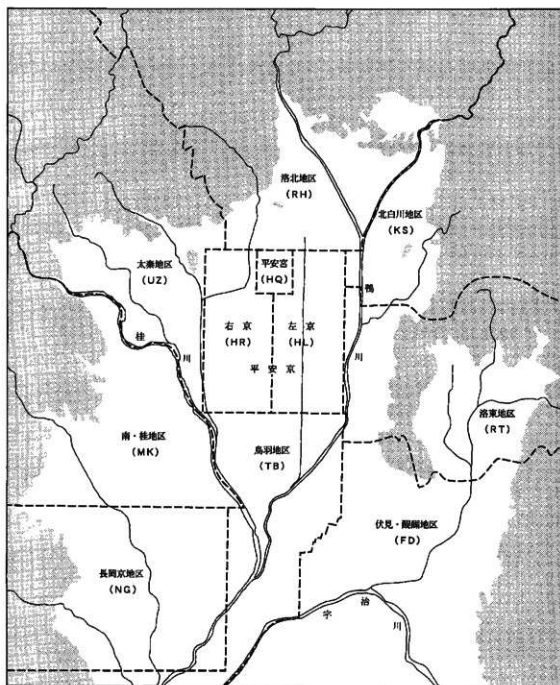 洛北地区
(RH)
北白川地区
(KS)
太秦地区
(UZ)
平安宮
(HQ)
鴨
川
桂
川
右京
(HR)
左京
(HL)
平安京
洛東地区
(RT)
南・桂地区
(MK)
鳥羽地区
(TB)
伏見・醍醐地区
(FD)
長岡京地区
(NG)
宇
治
川